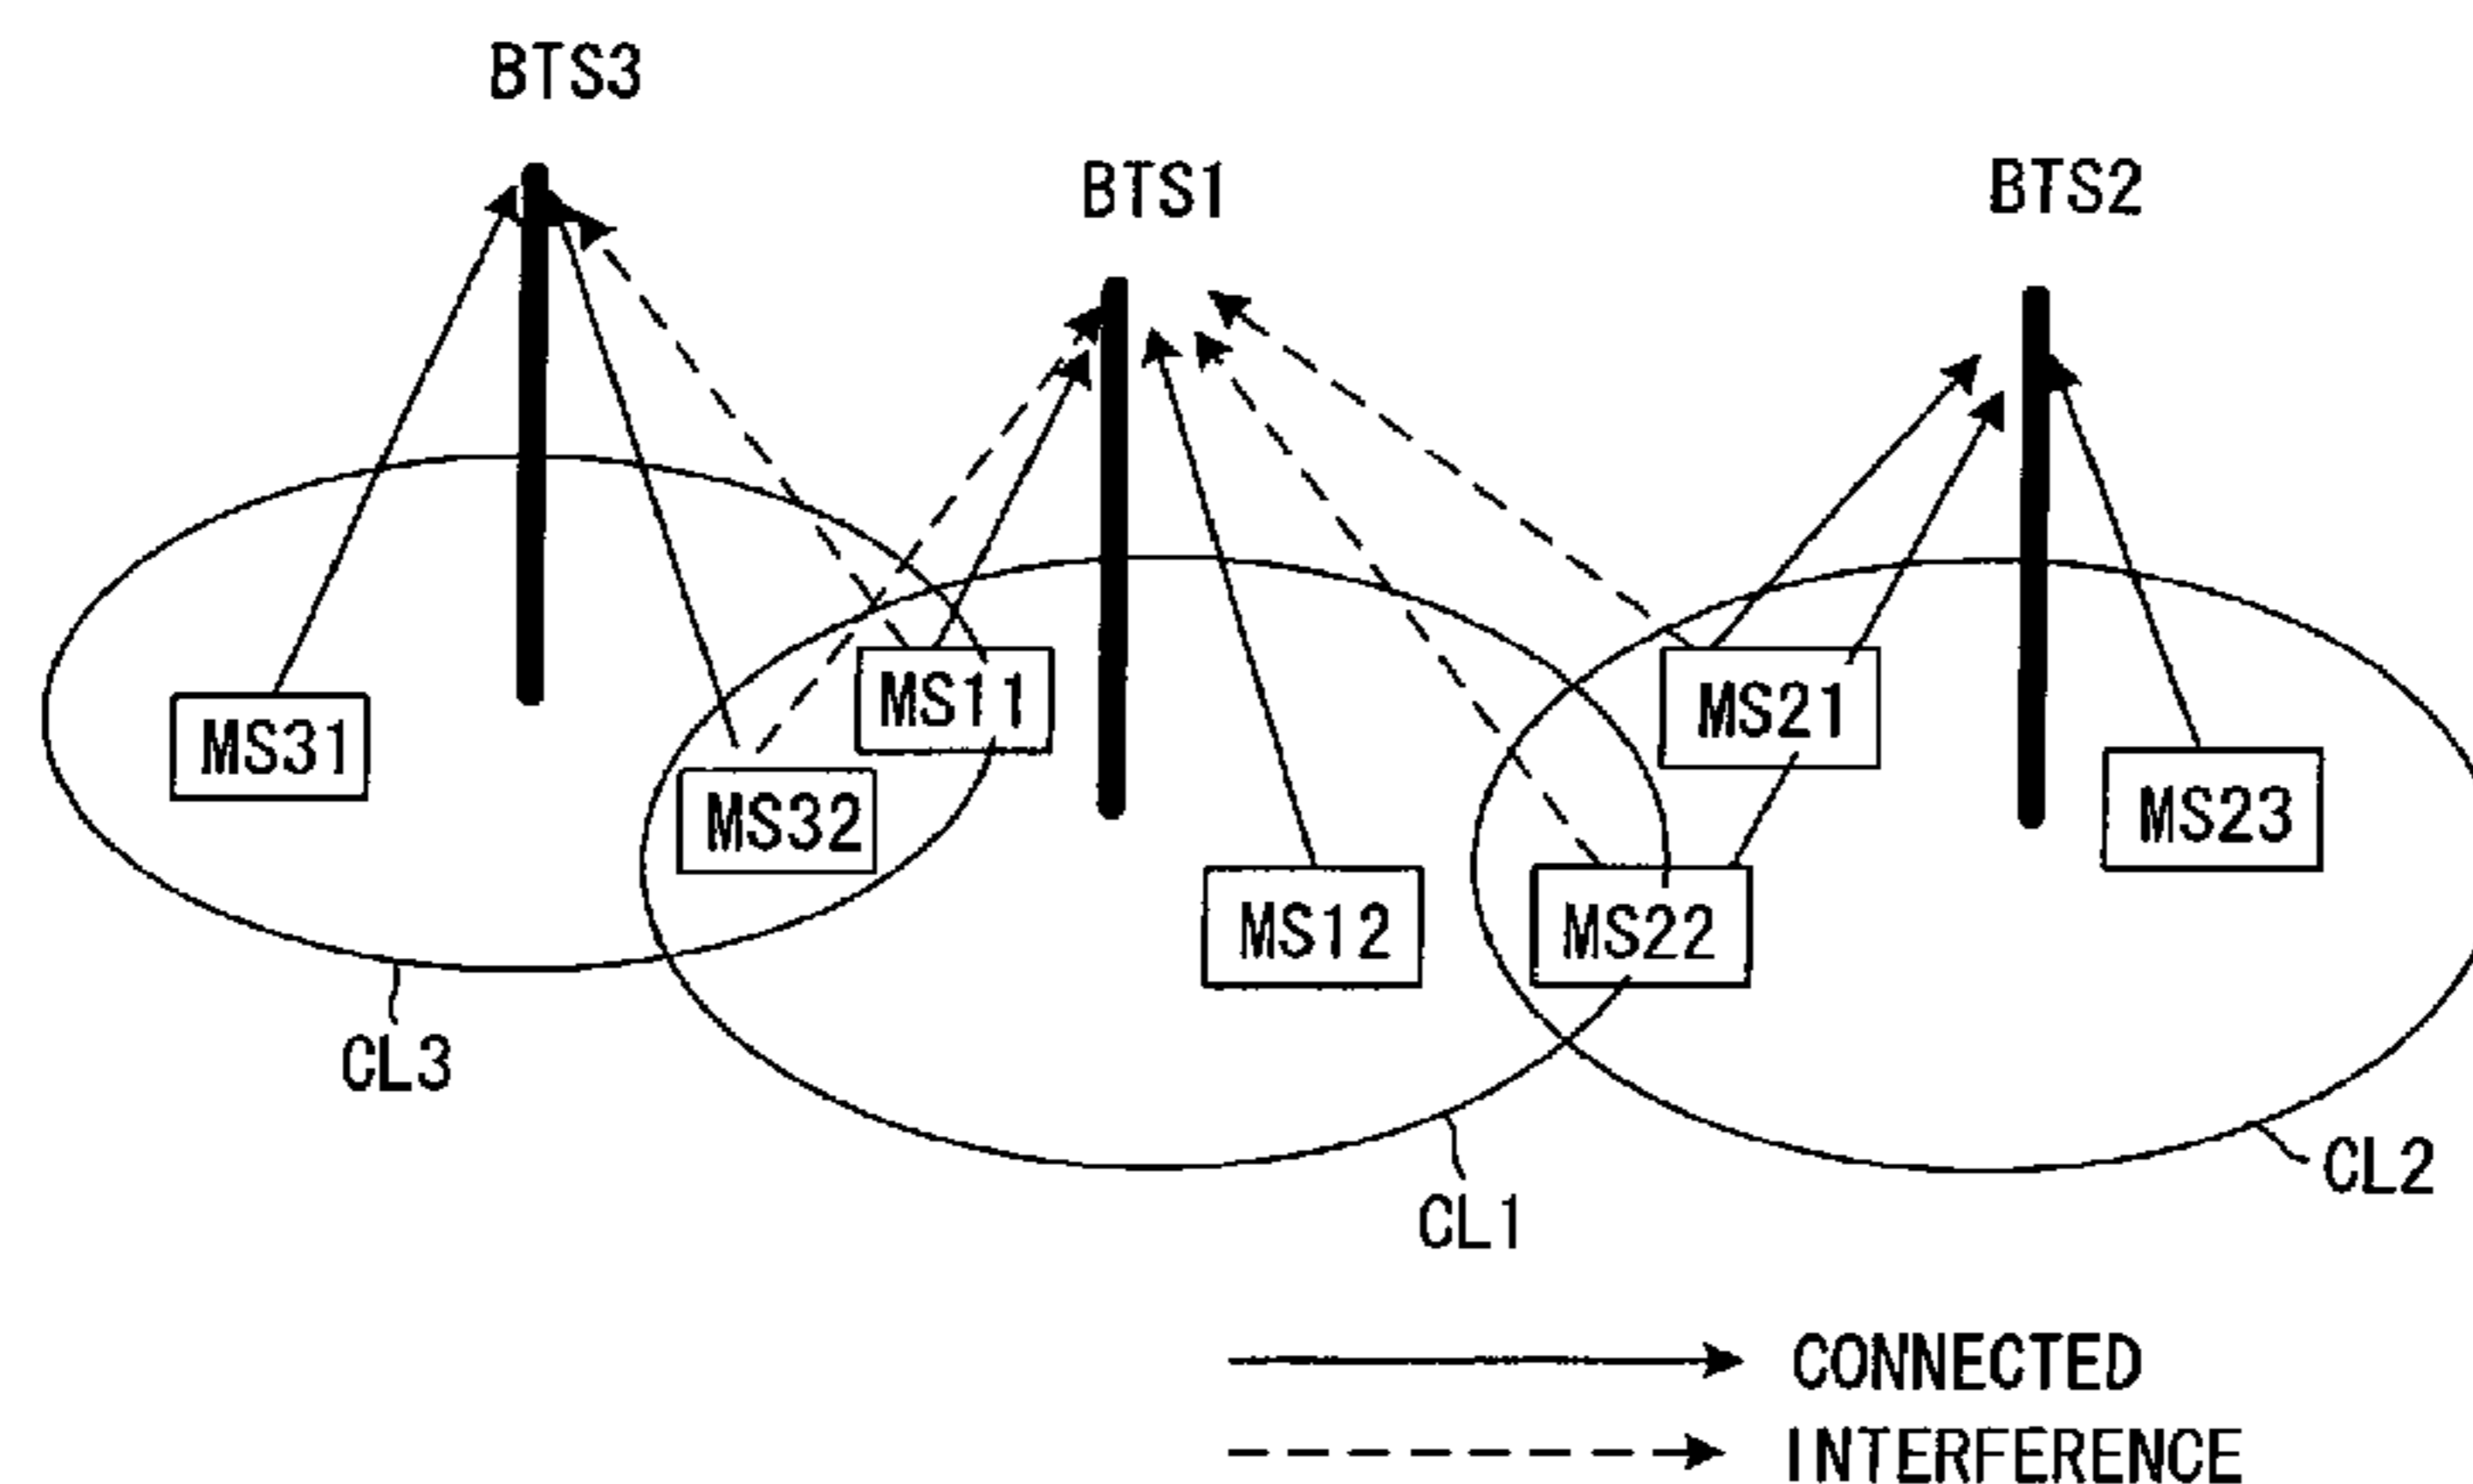 BTS3
BTS1
BTS2
MS31
MS32
MS11
MS12
MS21
MS22
MS23
CL3
CL1
CL2
CONNECTED
INTERFERENCE